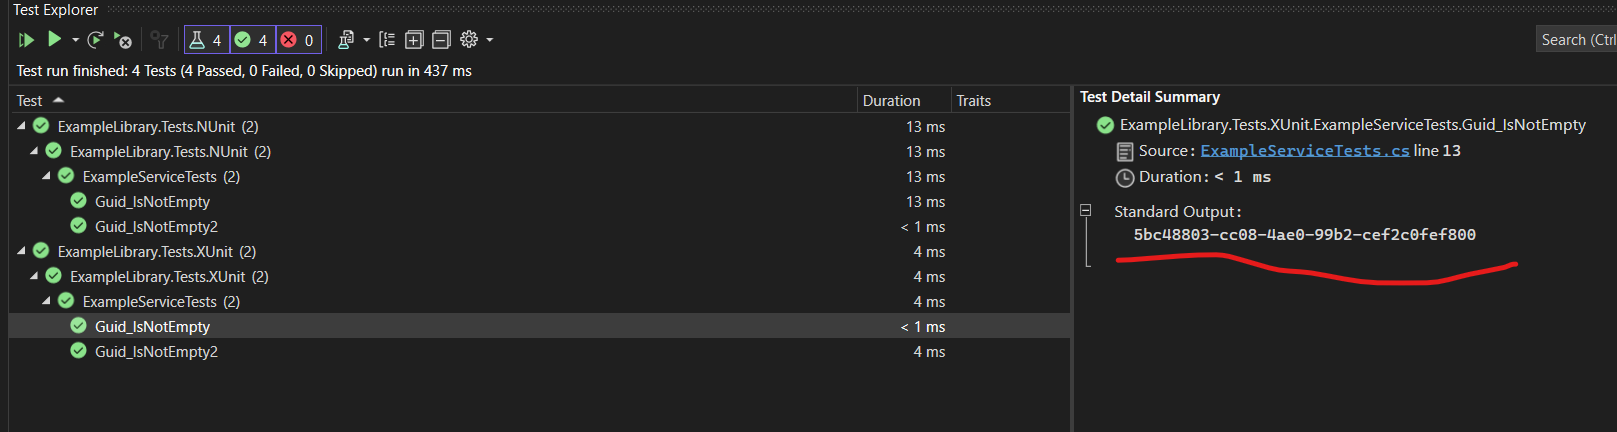 Test Explorer
4 4 0
Search (Ctrl
Test run finished: 4 Tests (4 Passed, 0 Failed, 0 Skipped) run in 437 ms
Test Duration Traits
ExampleLibrary.Tests.NUnit (2) 13 ms
ExampleLibrary.Tests.NUnit (2) 13 ms
ExampleServiceTests (2) 13 ms
Guid_IsNotEmpty 13 ms
Guid_IsNotEmpty2 < 1 ms
ExampleLibrary.Tests.XUnit (2) 4 ms
ExampleLibrary.Tests.XUnit (2) 4 ms
ExampleServiceTests (2) 4 ms
Guid_IsNotEmpty < 1 ms
Guid_IsNotEmpty2 4 ms
Test Detail Summary
ExampleLibrary.Tests.XUnit.ExampleServiceTests.Guid_IsNotEmpty
Source: ExampleServiceTests.cs line 13
Duration: < 1 ms
Standard Output:
5bc48803-cc08-4ae0-99b2-cef2c0fef800